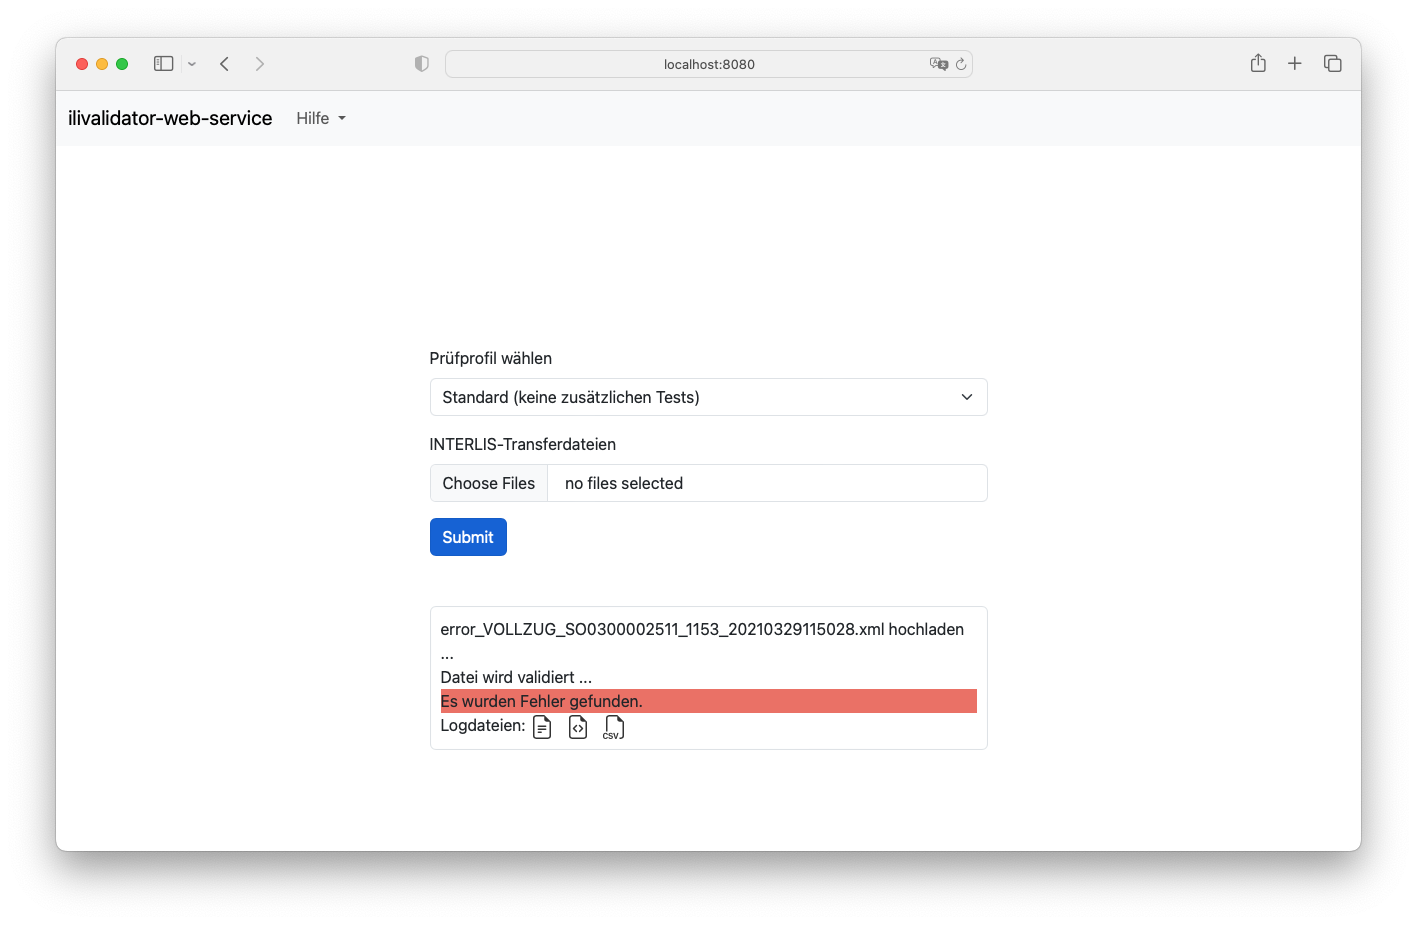 localhost:8080
ilivalidator-web-service Hilfe
Prüfprofil wählen
Standard (keine zusätzlichen Tests)
INTERLIS-Transferdateien
Choose Files no files selected
Submit
error_VOLLZUG_SO0300002511_1153_20210329115028.xml hochladen
...
Datei wird validiert ...
Es wurden Fehler gefunden.
Logdateien: CSV